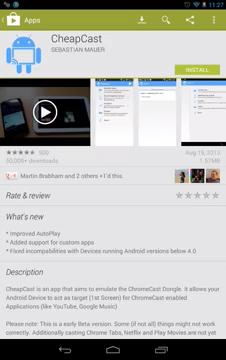 11:27
Apps
CheapCast
SEBASTIAN MAUER
INSTALL
500
Aug 19, 2013
50,000+ downloads
1.57MB
Martin Brabham and 2 others +1'd this.
Rate & review
What's new
* Improved AutoPlay
* Added support for custom apps
* Fixed incompabilities with Devices running Android versions below 4.0
Description
CheapCast is an app that aims to emulate the ChromeCast Dongle. It allows your
Android Device to act as target (1st Screen) for ChromeCast-enabled
Applications (like YouTube, Google Music).
Please note: This is a early Beta version. Some (if not all) things might not work
correctly. Additionally casting Chrome Tabs, Netflix and Play Movies are not yet